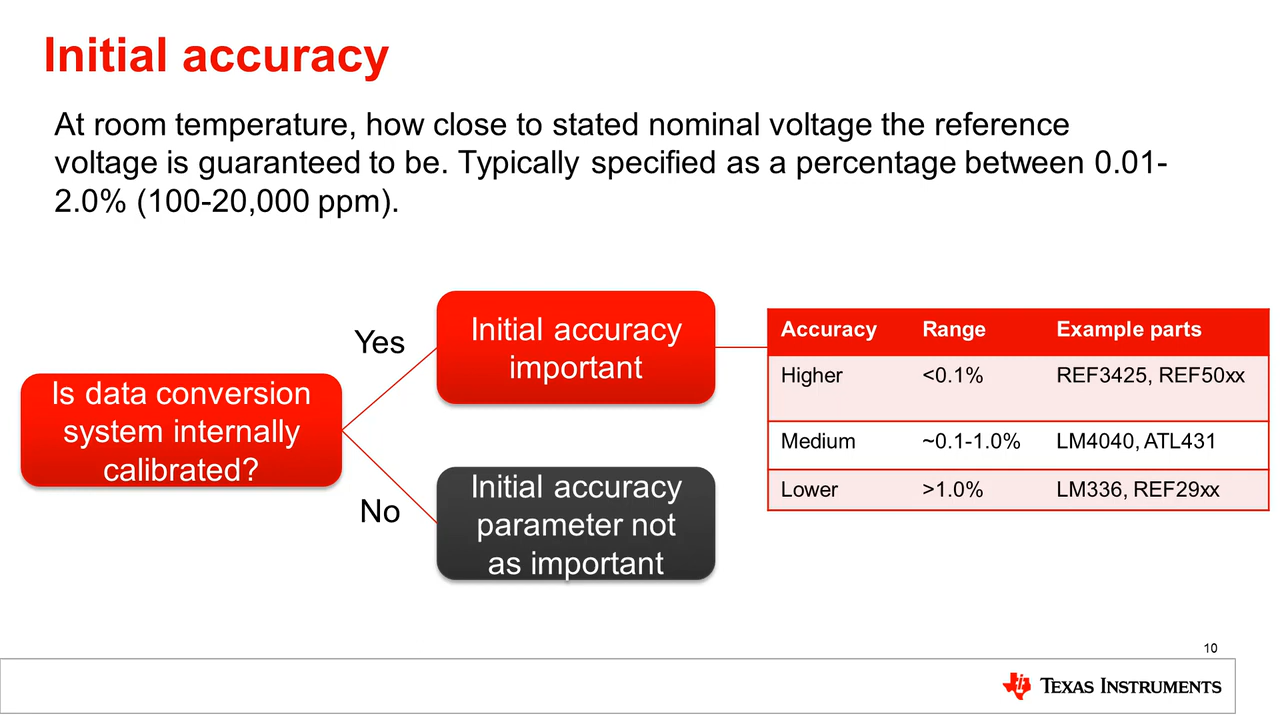 Initial accuracy
At room temperature, how close to stated nominal voltage the reference
voltage is guaranteed to be. Typically specified as a percentage between 0.01-
2.0% (100-20,000 ppm).
Is data conversion
system internally
calibrated?
Yes
Initial accuracy
important
No
Initial accuracy
parameter not
as important
Accuracy Range Example parts
Higher <0.1% REF3425, REF50xx
Medium ~0.1-1.0% LM4040, ATL431
Lower >1.0% LM336, REF29xx
10
TEXAS INSTRUMENTS